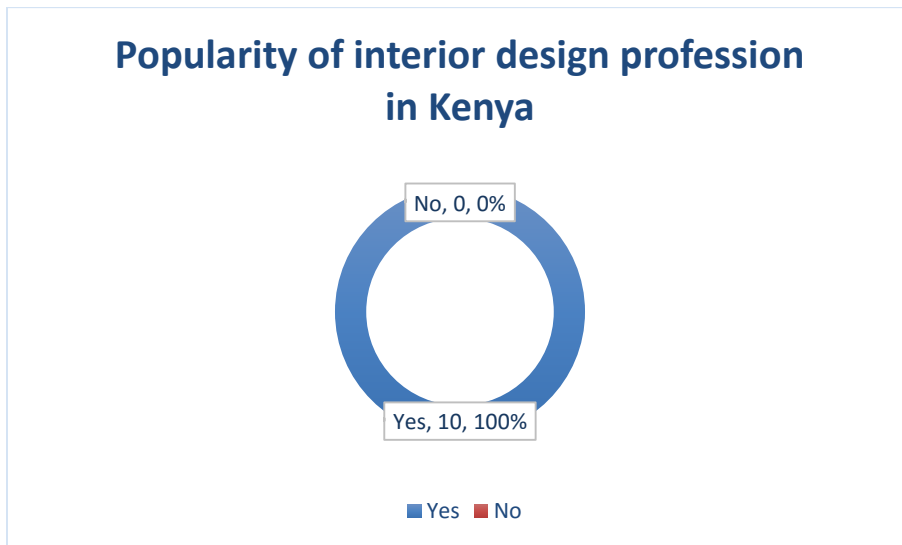 Popularity of interior design profession
in Kenya
No, 0, 0%
Yes, 10, 100%
Yes No